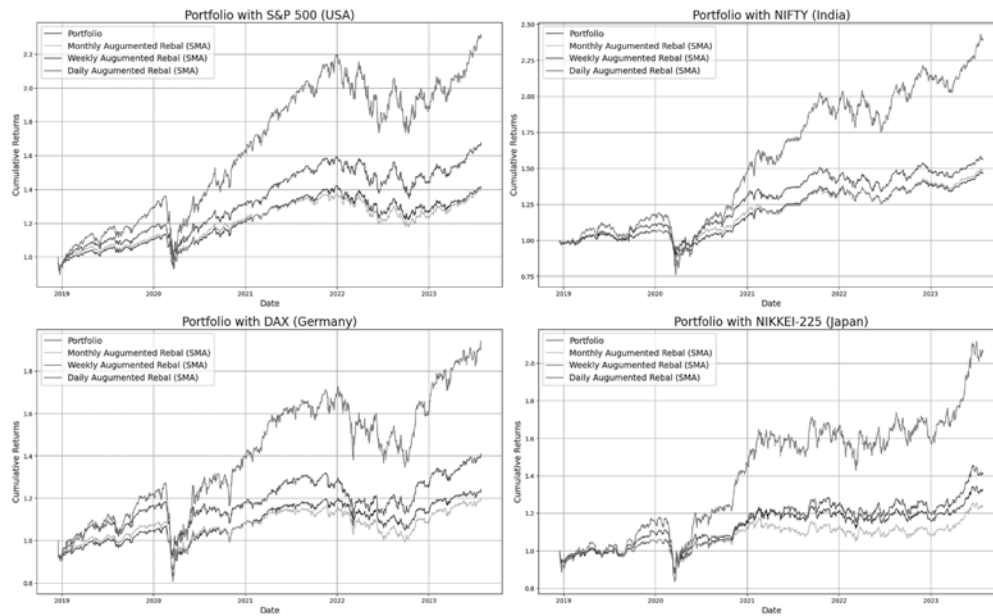 Portfolio with S&P 500 (USA)
Portfolio
Monthly Augumented Rebal (SMA)
Weekly Augumented Rebal (SMA)
Daily Augumented Rebal (SMA)
Cumulative Returns
2.2
2.0
1.8
1.6
1.4
1.2
1.0
2019
2020
2021
2022
2023
Date
Portfolio with NIFTY (India)
Portfolio
Monthly Augumented Rebal (SMA)
Weekly Augumented Rebal (SMA)
Daily Augumented Rebal (SMA)
Cumulative Returns
2.50
2.25
2.00
1.75
1.50
1.25
1.00
0.75
2019
2020
2021
2022
2023
Date
Portfolio with DAX (Germany)
Portfolio
Monthly Augumented Rebal (SMA)
Weekly Augumented Rebal (SMA)
Daily Augumented Rebal (SMA)
Cumulative Returns
1.8
1.6
1.4
1.2
1.0
0.8
2019
2020
2021
2022
2023
Date
Portfolio with NIKKEI-225 (Japan)
Portfolio
Monthly Augumented Rebal (SMA)
Weekly Augumented Rebal (SMA)
Daily Augumented Rebal (SMA)
Cumulative Returns
2.0
1.8
1.6
1.4
1.2
1.0
0.8
2019
2020
2021
2022
2023
Date